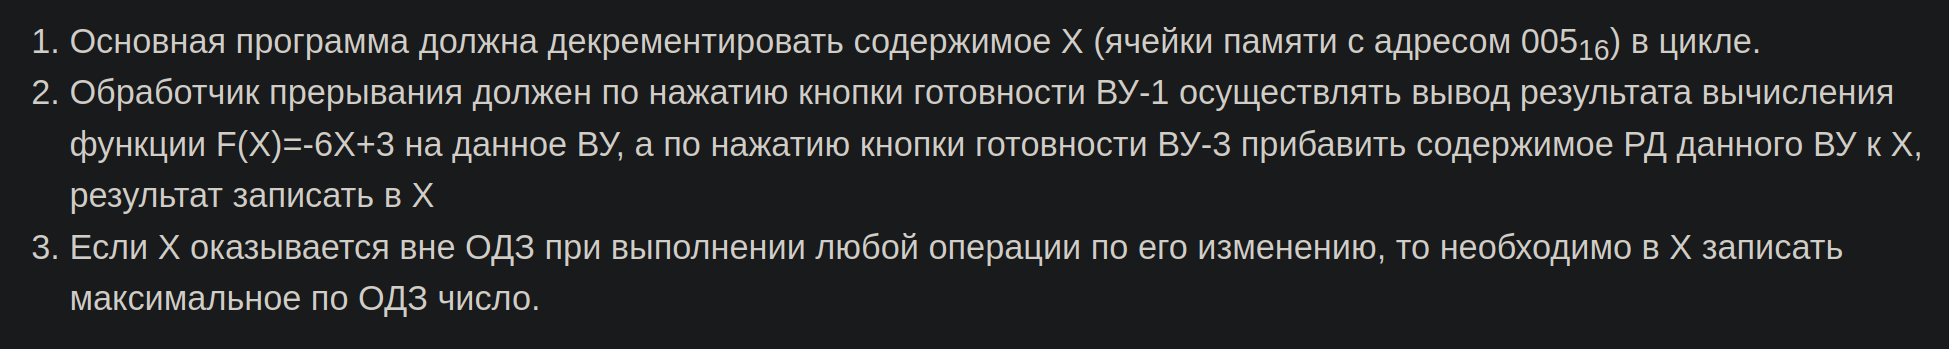 1. Основная программа должна декрементировать содержимое X (ячейки памяти с адресом 005₁₆) в цикле.
2. Обработчик прерывания должен по нажатию кнопки готовности ВУ-1 осуществлять вывод результата вычисления
функции F(X)=-6X+3 на данное ВУ, а по нажатию кнопки готовности ВУ-3 прибавить содержимое РД данного ВУ к X,
результат записать в X
3. Если X оказывается вне ОДЗ при выполнении любой операции по его изменению, то необходимо в X записать
максимальное по ОДЗ число.